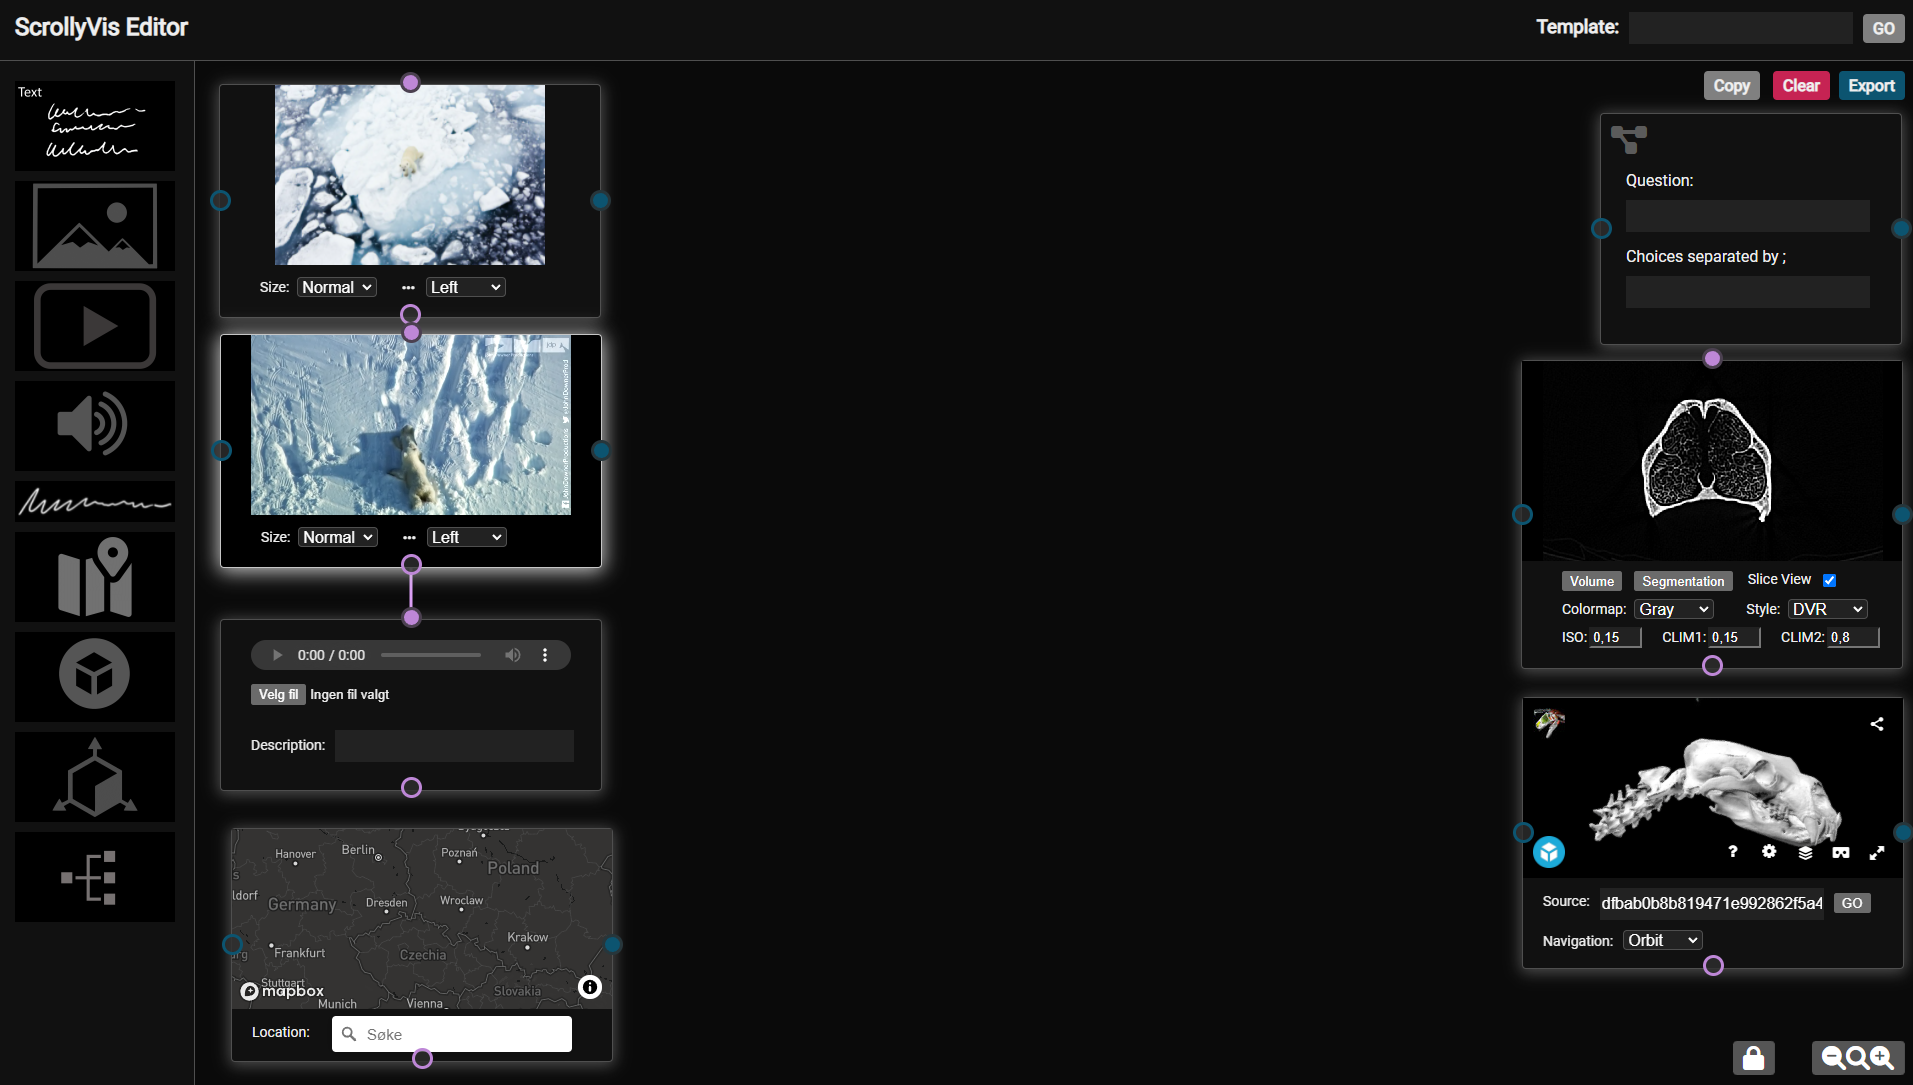 ScrollyVis Editor
Template:
GO
Text
Copy
Clear
Export
Size:
Normal
Left
Size:
Normal
Left
0:00 / 0:00
Velg fil
Ingen fil valgt
Description:
Hanover
Berlin
Poznań
Poland
ldorf
Germany
Dresden
Wroclaw
Krakow
Frankfurt
Czechia
Stuttgart
mapbox
Munich
Vienna
Slovakia
Location:
Søke
Question:
Choices separated by ;
Volume
Segmentation
Slice View
Colormap:
Gray
Style:
DVR
ISO:
0,15
CLIM1:
0,15
CLIM2:
0,8
?
Source:
dfbab0b8b819471e992862f5a4
GO
Navigation:
Orbit